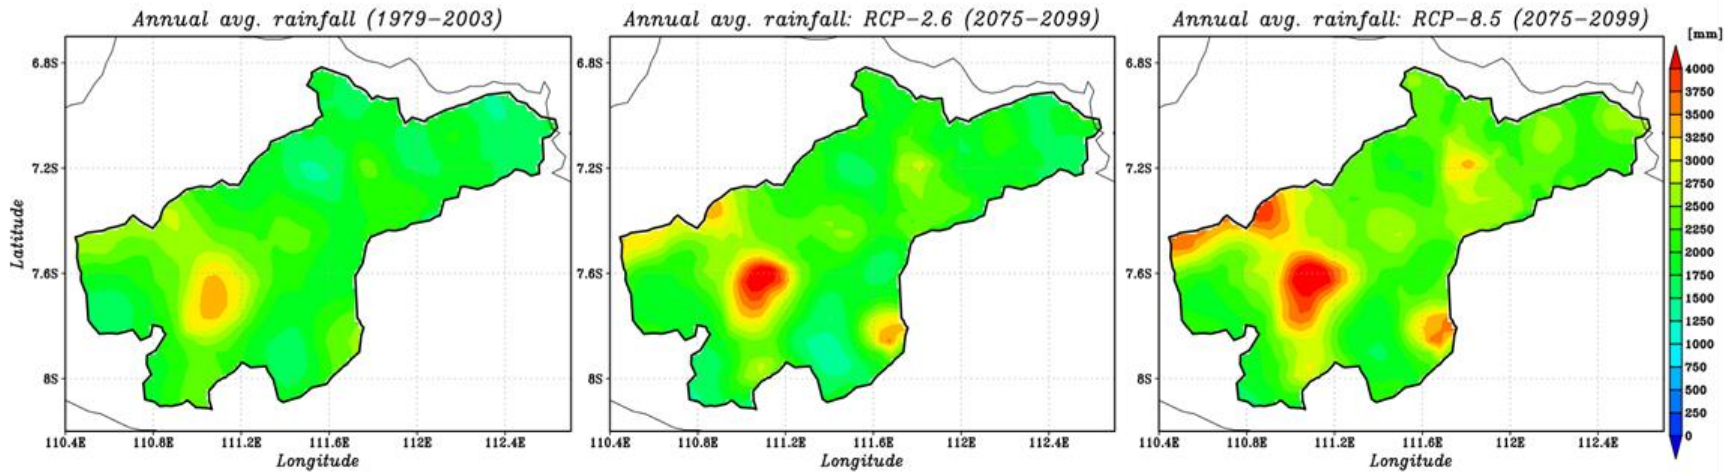 Annual avg. rainfall (1979-2003)
Annual avg. rainfall: RCP-2.6 (2075-2099)
Annual avg. rainfall: RCP-8.5 (2075-2099)
[mm]
6.8S
7.2S
7.6S
8S
Latitude
110.4E 110.8E 111.2E 111.6E 112E 112.4E
Longitude
6.8S
7.2S
7.6S
8S
110.4E 110.8E 111.2E 111.6E 112E 112.4E
Longitude
6.8S
7.2S
7.6S
8S
110.4E 110.8E 111.2E 111.6E 112E 112.4E
Longitude
4000
3750
3500
3250
3000
2750
2500
2250
2000
1750
1500
1250
1000
750
500
250
0